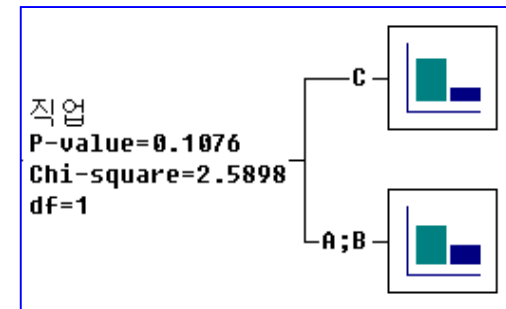 직업
P-value=0.1076
Chi-square=2.5898
df=1
C
A;B